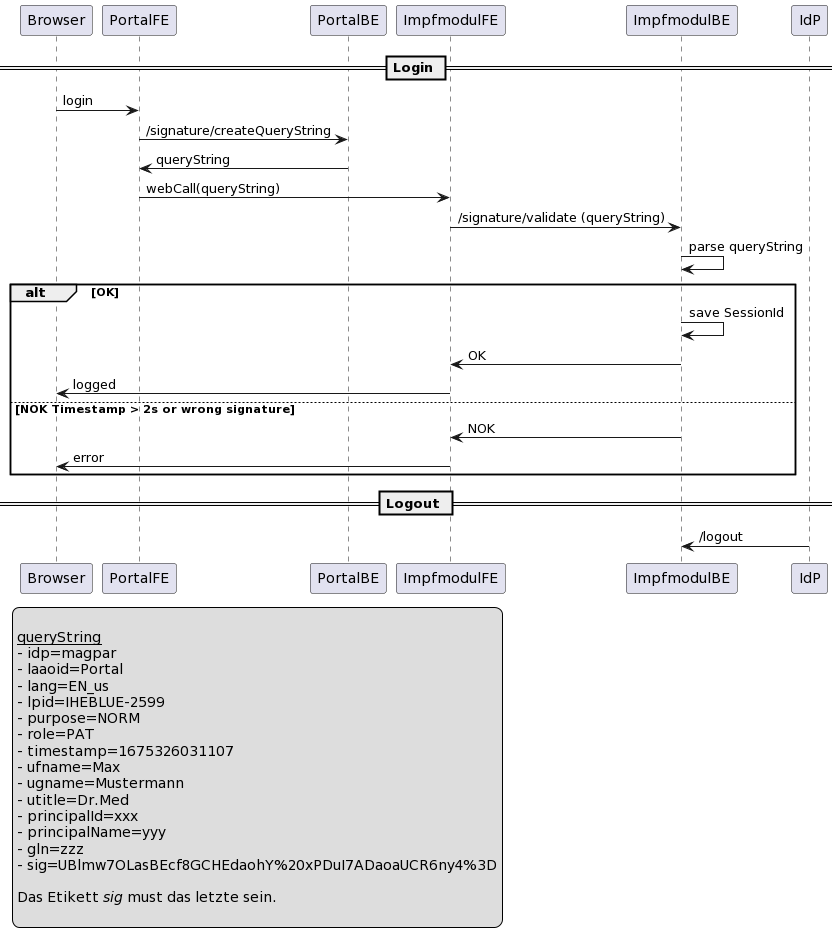 Browser PortalFE PortalBE ImpfmodulFE ImpfmodulBE IdP
Login
login
/signature/createQueryString
queryString
webCall(queryString)
/signature/validate (queryString)
parse queryString
alt [OK]
save SessionId
OK
logged
[NOK Timestamp > 2s or wrong signature]
NOK
error
Logout
/logout
Browser PortalFE PortalBE ImpfmodulFE ImpfmodulBE IdP
queryString
- idp=magpar
- laaoid=Portal
- lang=EN_us
- lpid=IHEBLUE-2599
- purpose=NORM
- role=PAT
- timestamp=1675326031107
- ufname=Max
- ugname=Mustermann
- utitle=Dr.Med
- principalId=xxx
- principalName=yyy
- gln=zzz
- sig=UBlmw7OLasBEcf8GCHEdaohY%20xPDuI7ADaoaUCR6ny4%3D
Das Etikett sig must das letzte sein.